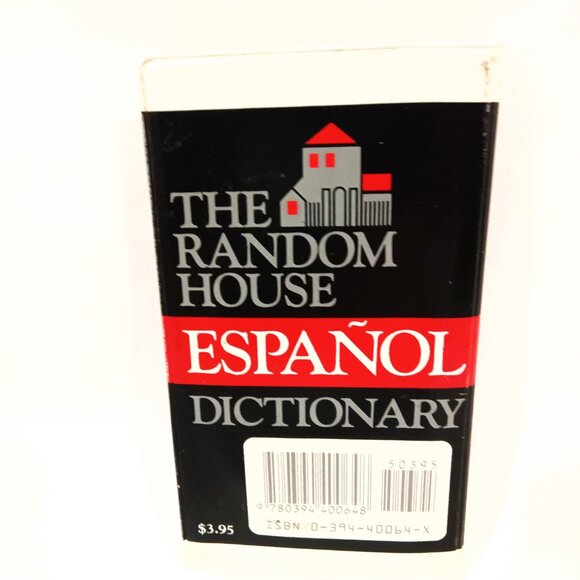 THE
RANDOM
HOUSE
ESPAÑOL
DICTIONARY
50395
9 780394 400648
ISBN 0-394-40064-X
$3.95